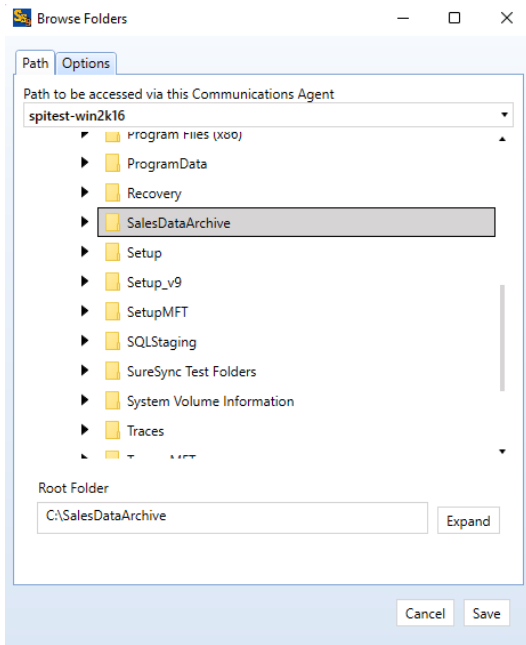 Browse Folders
Path Options
Path to be accessed via this Communications Agent
spitest-win2k16
Program Files (x86)
ProgramData
Recovery
SalesDataArchive
Setup
Setup_v9
SetupMFT
SQLStaging
SureSync Test Folders
System Volume Information
Traces
Root Folder
C:\SalesDataArchive
Expand
Cancel Save